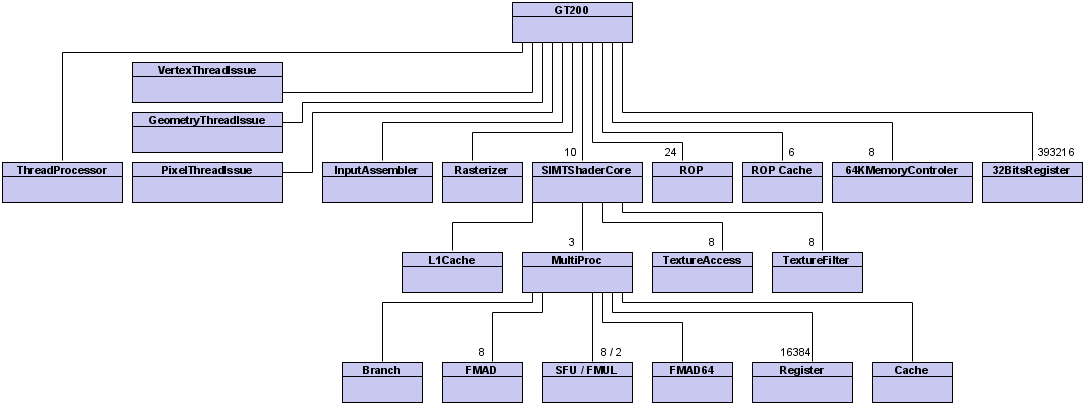 GT200
VertexThreadIssue
GeometryThreadIssue
10 24 6 8 393216
ThreadProcessor PixelThreadIssue InputAssembler Rasterizer SIMTShaderCore ROP ROP Cache 64KMemoryControler 32BitsRegister
3 8 8
L1Cache MultiProc TextureAccess TextureFilter
8 8 / 2 16384
Branch FMAD SFU / FMUL FMAD64 Register Cache